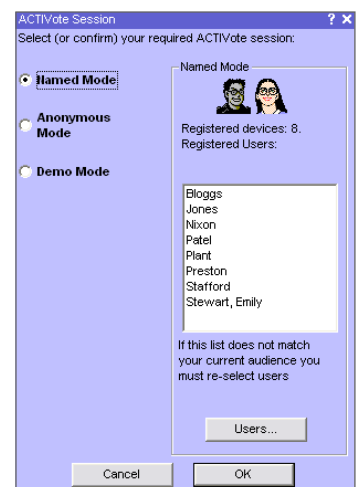 ACTIVote Session ? ×
Select (or confirm) your required ACTIVote session:
Named Mode
Anonymous
Mode
Demo Mode
Named Mode
Registered devices: 8.
Registered Users:
Bloggs
Jones
Nixon
Patel
Plant
Preston
Stafford
Stewart, Emily
If this list does not match
your current audience you
must re-select users
Users...
Cancel
OK